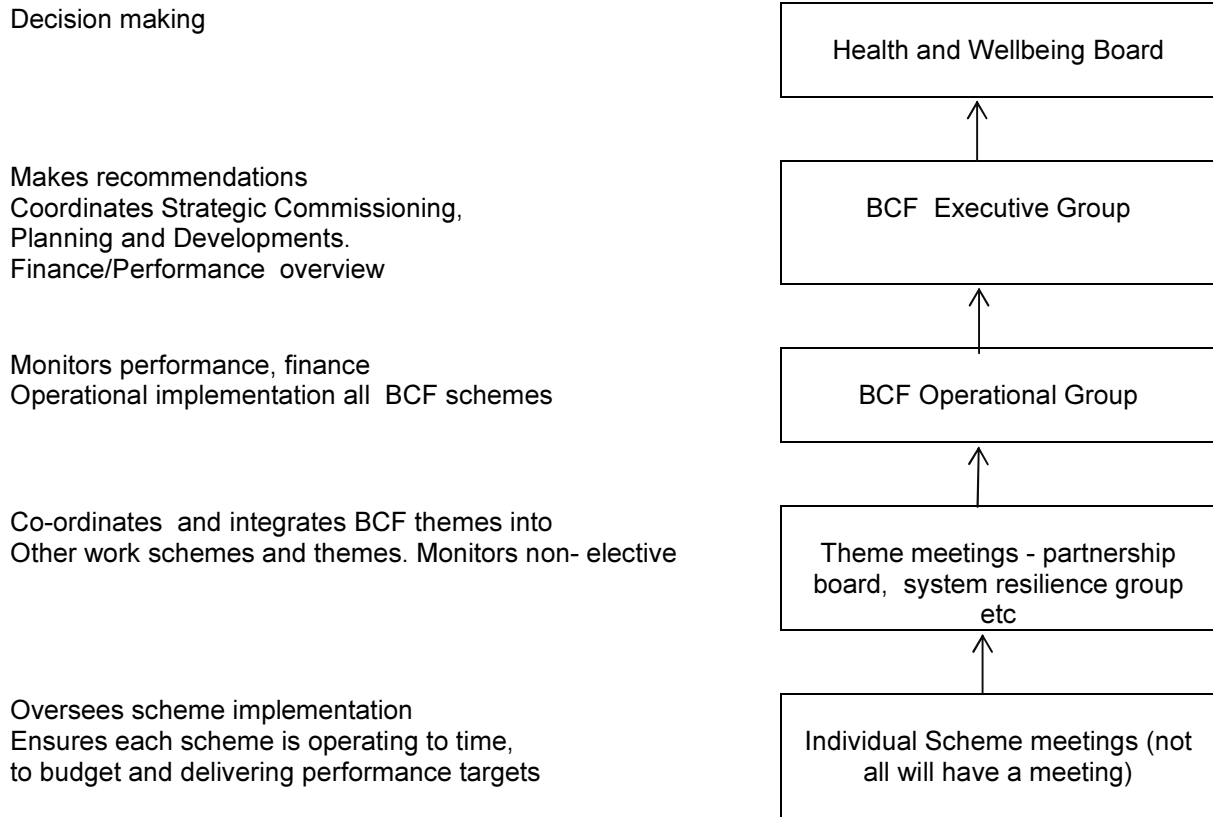 Decision making
Health and Wellbeing Board
Makes recommendations
Coordinates Strategic Commissioning,
Planning and Developments.
Finance/Performance overview
BCF Executive Group
Monitors performance, finance
Operational implementation all BCF schemes
BCF Operational Group
Co-ordinates and integrates BCF themes into
Other work schemes and themes. Monitors non- elective
Theme meetings - partnership
board, system resilience group
etc
Oversees scheme implementation
Ensures each scheme is operating to time,
to budget and delivering performance targets
Individual Scheme meetings (not
all will have a meeting)